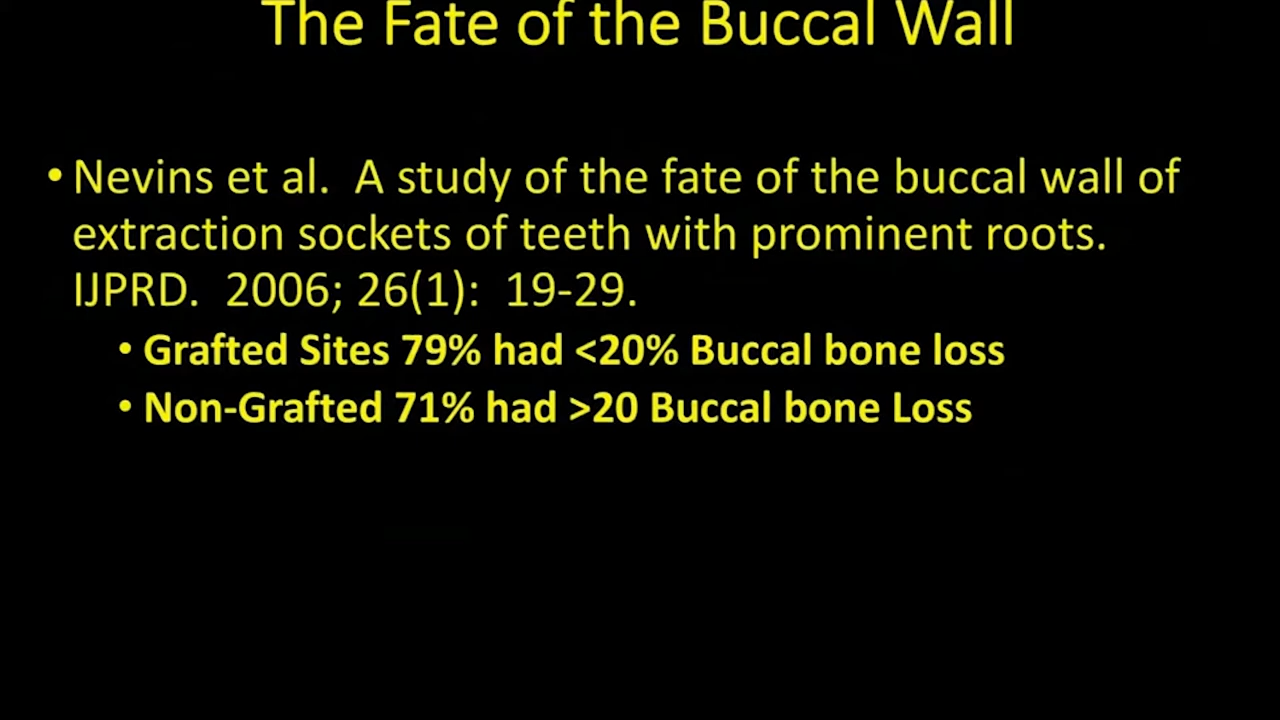 The Fate of the Buccal Wall
• Nevins et al.  A study of the fate of the buccal wall of
extraction sockets of teeth with prominent roots.
IJPRD.  2006; 26(1):  19-29.
• Grafted Sites 79% had <20% Buccal bone loss
• Non-Grafted 71% had >20 Buccal bone Loss